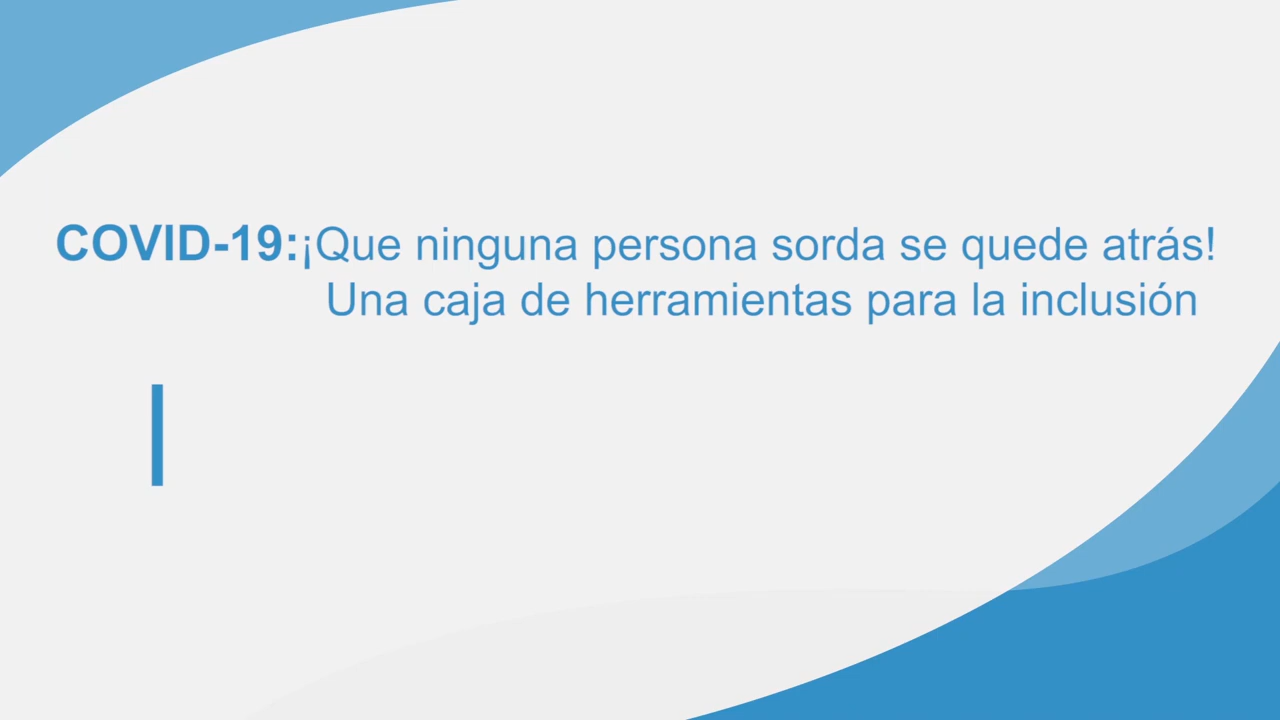 COVID-19:¡Que ninguna persona sorda se quede atrás!
Una caja de herramientas para la inclusión